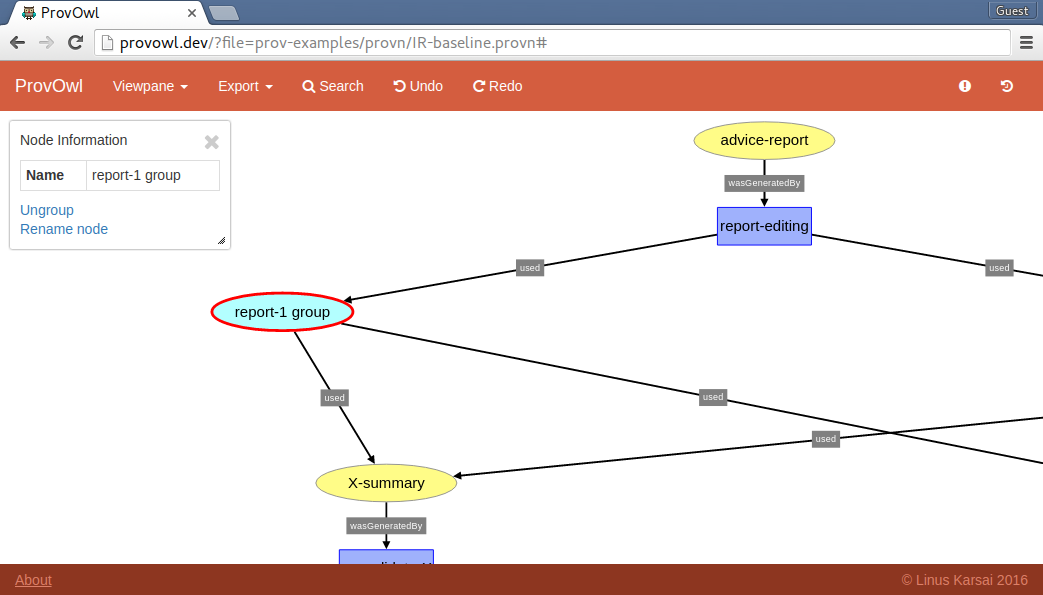 ProvOwl
Guest
provowl.dev/?file=prov-examples/provn/IR-baseline.provn#
ProvOwl Viewpane Export Search Undo Redo
Node Information
Name report-1 group
Ungroup
Rename node
advice-report
wasGeneratedBy
report-editing
used
used
report-1 group
used
used
used
X-summary
wasGeneratedBy
About
© Linus Karsai 2016